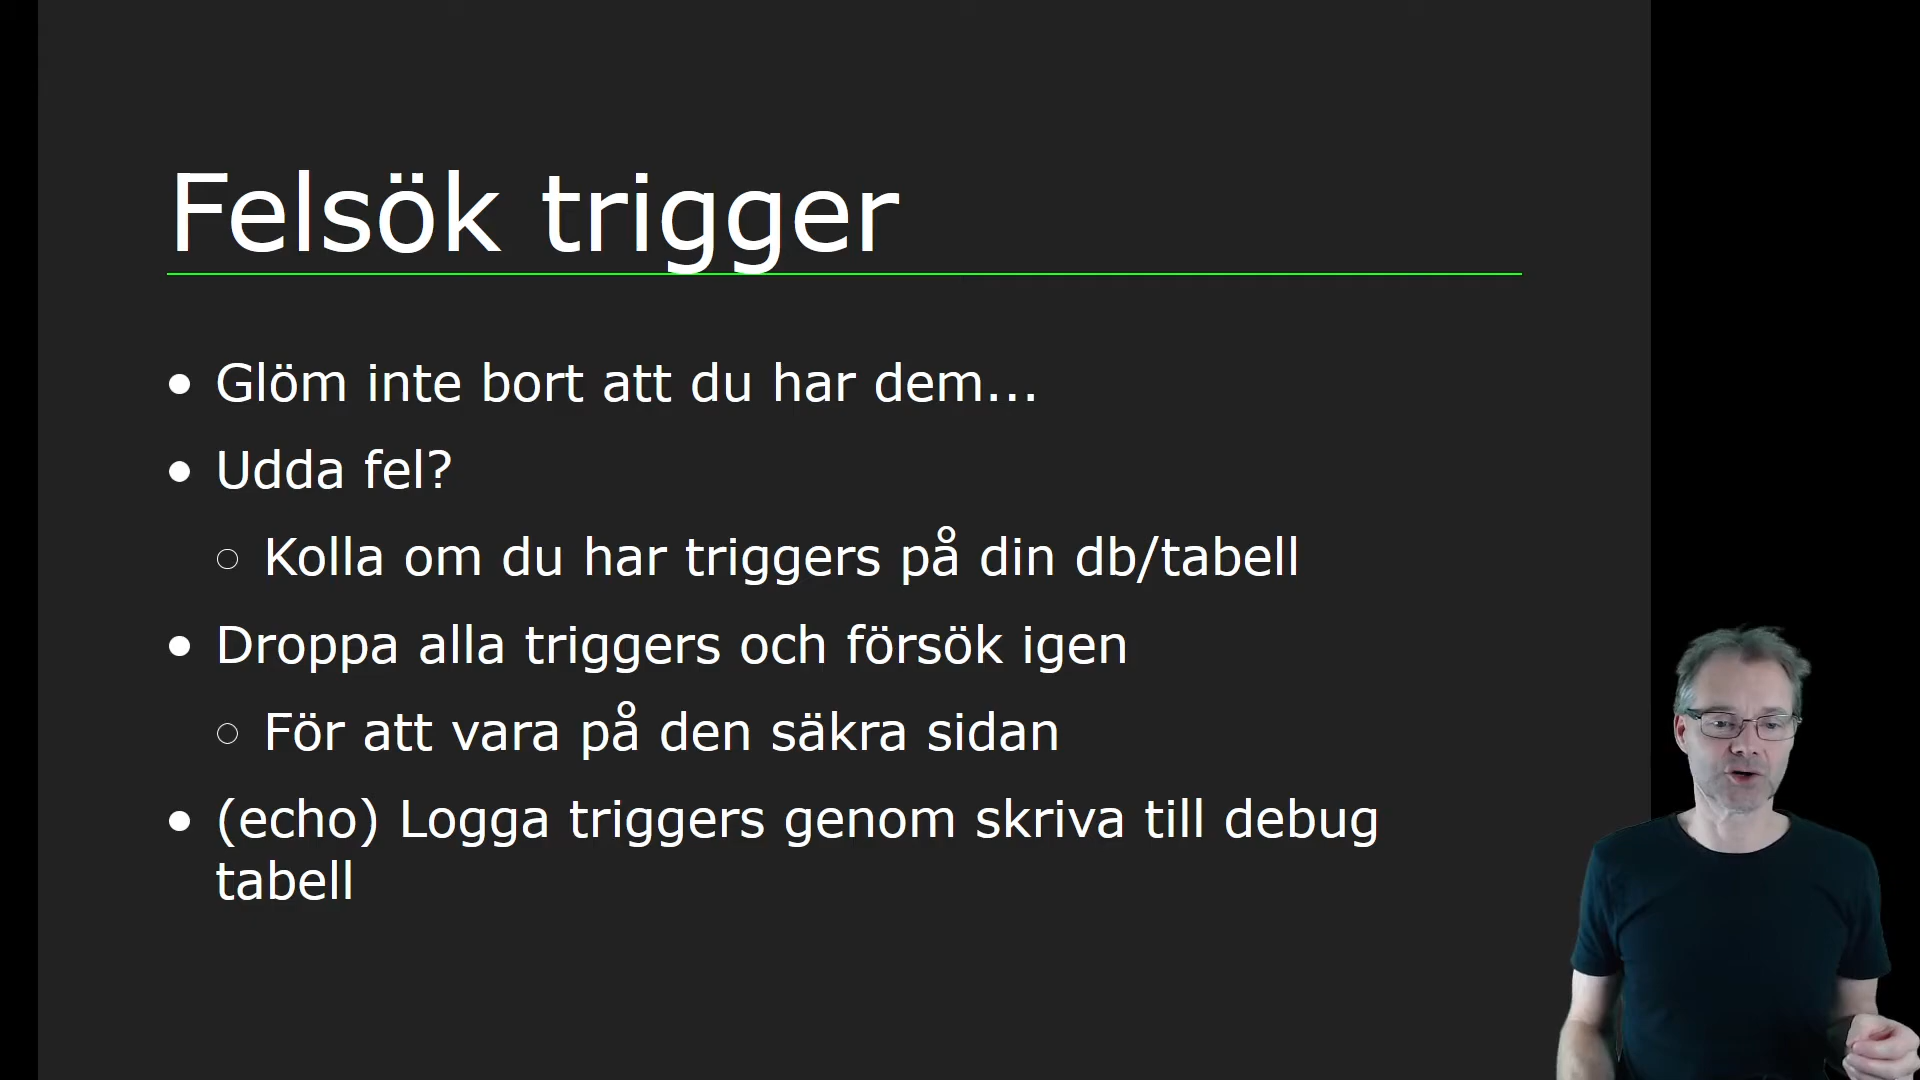 Felsök trigger
Glöm inte bort att du har dem...
Udda fel?
Kolla om du har triggers på din db/tabell
Droppa alla triggers och försök igen
För att vara på den säkra sidan
(echo) Logga triggers genom skriva till debug
tabell